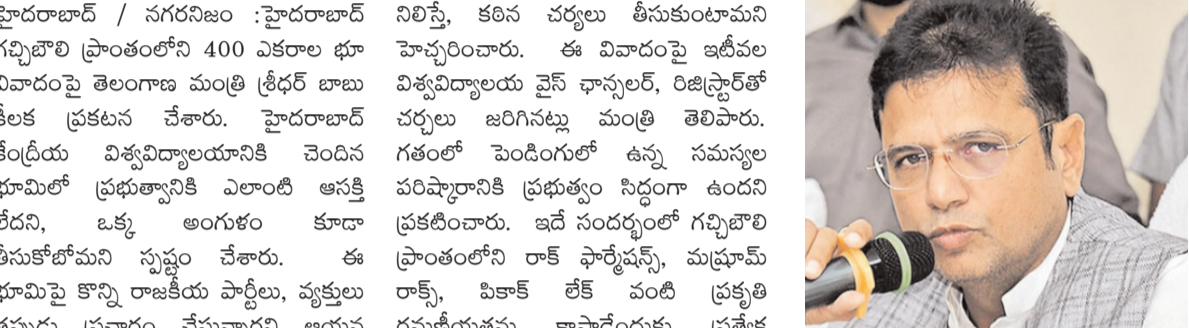 హైదరాబాద్ / నగరనిజం :హైదరాబాద్
గచ్చిబౌలి ప్రాంతంలోని 400 ఎకరాల భూ
వివాదంపై తెలంగాణ మంత్రి శ్రీధర్ బాబు
కీలక ప్రకటన చేశారు. హైదరాబాద్
కేంద్రీయ విశ్వవిద్యాలయానికి చెందిన
భూమిలో ప్రభుత్వానికి ఎలాంటి ఆసక్తి
లేదని, ఒక్క అంగుళం కూడా
తీసుకోబోమని స్పష్టం చేశారు. ఈ
భూమిపై కొన్ని రాజకీయ పార్టీలు, వ్యక్తులు
నిలిస్తే, కఠిన చర్యలు తీసుకుంటామని
హెచ్చరించారు. ఈ వివాదంపై ఇటీవల
విశ్వవిద్యాలయ వైస్ ఛాన్సలర్, రిజిస్ట్రార్‌తో
చర్చలు జరిగినట్లు మంత్రి తెలిపారు.
గతంలో పెండింగులో ఉన్న సమస్యల
పరిష్కారానికి ప్రభుత్వం సిద్ధంగా ఉందని
ప్రకటించారు. ఇదే సందర్భంలో గచ్చిబౌలి
ప్రాంతంలోని రాక్ ఫార్మేషన్స్, మష్రూమ్
రాక్స్, పికాక్ లేక్ వంటి ప్రకృతి